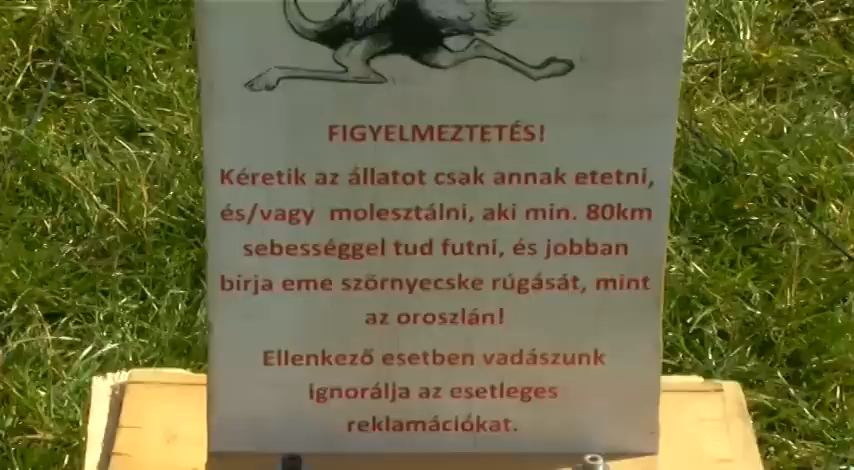 FIGYELMEZTETÉS!
Kéretik az állatot csak annak etetni,
és/vagy molesztálni, aki min. 80km
sebességgel tud futni, és jobban
bírja eme szörnyecske rúgását, mint
az oroszlán!
Ellenkező esetben vadászunk
ignorálja az esetleges
reklamációkat.